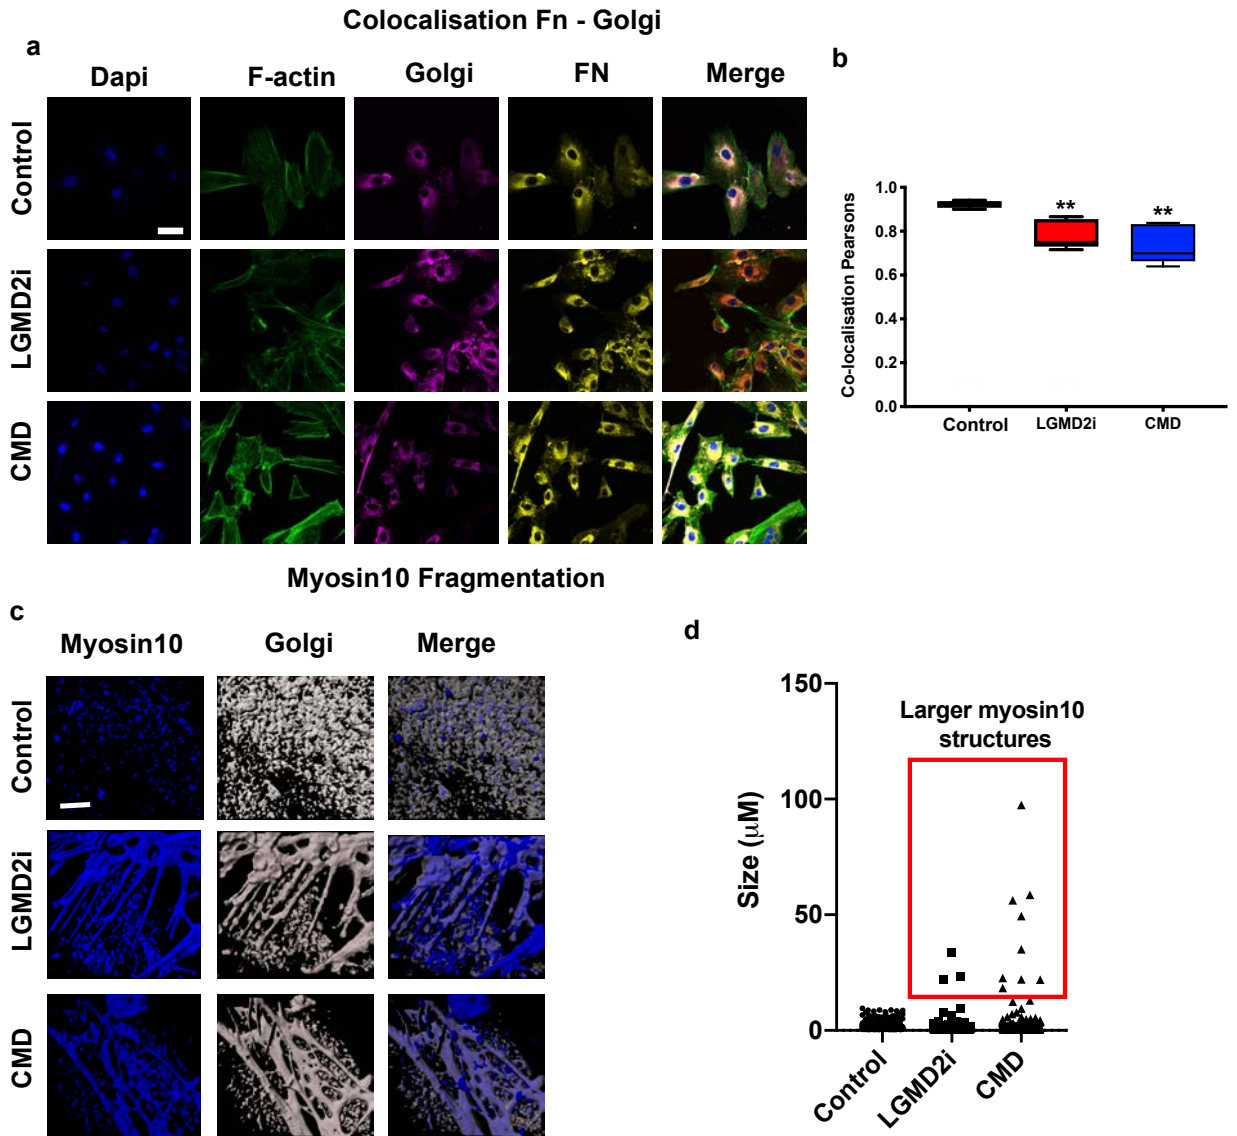 Colocalisation Fn - Golgi
a
Dapi F-actin Golgi FN Merge
Control
LGMD2i
CMD
b
Co-localisation Pearsons
1.0
0.8
0.6
0.4
0.2
0.0
** **
Control LGMD2i CMD
Myosin10 Fragmentation
c
Myosin10 Golgi Merge
Control
LGMD2i
CMD
d
Size (μM)
150
100
50
0
Larger myosin10
structures
Control LGMD2i CMD